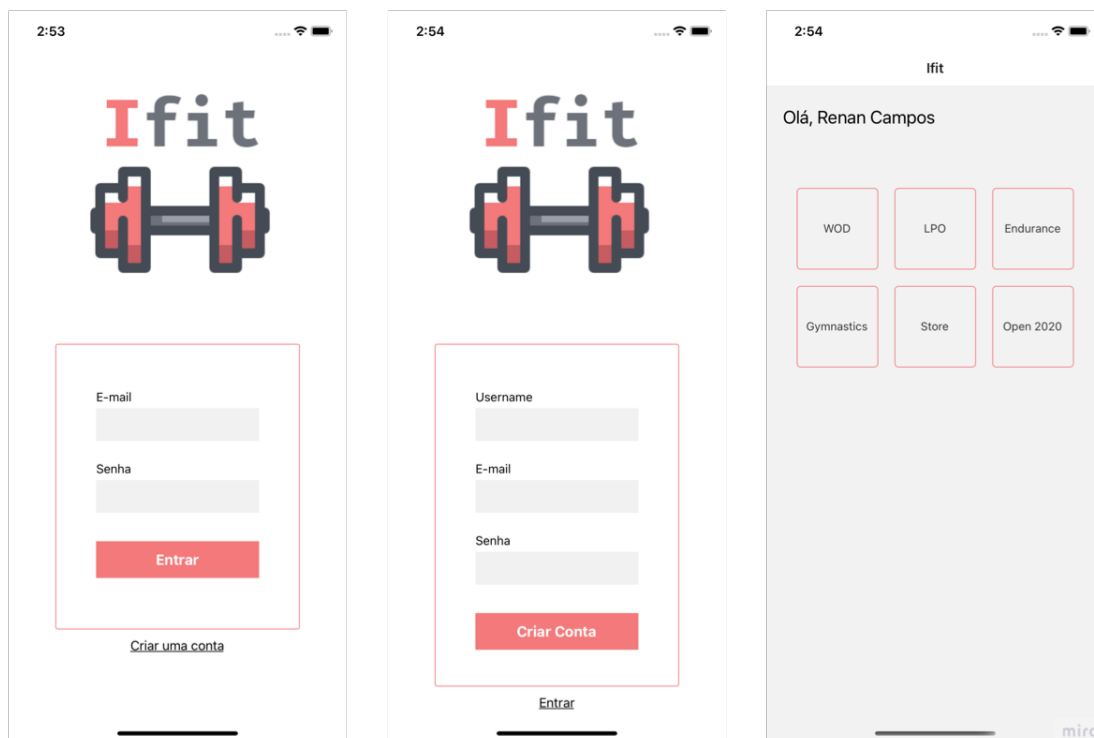 2:53
Ifit
E-mail
Senha
Entrar
Criar uma conta
2:54
Ifit
Username
E-mail
Senha
Criar Conta
Entrar
2:54
Ifit
Olá, Renan Campos
WOD LPO Endurance
Gymnastics Store Open 2020